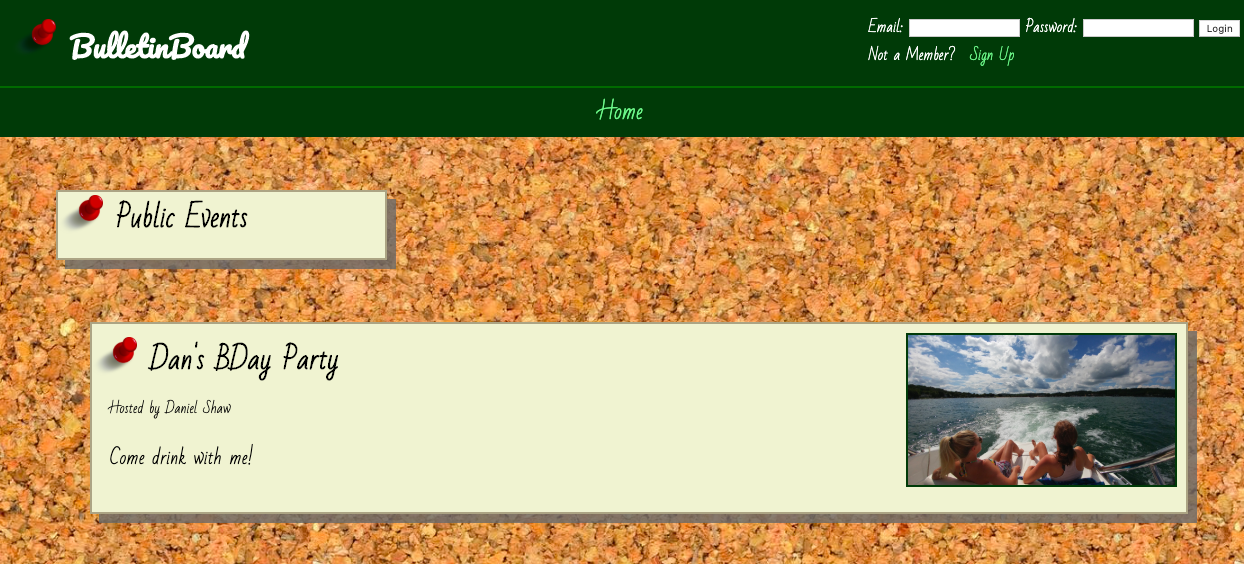 BulletinBoard
Email: Password: Login
Not a Member? Sign Up
Home
Public Events
Dan's BDay Party
Hosted by Daniel Shaw
Come drink with me!